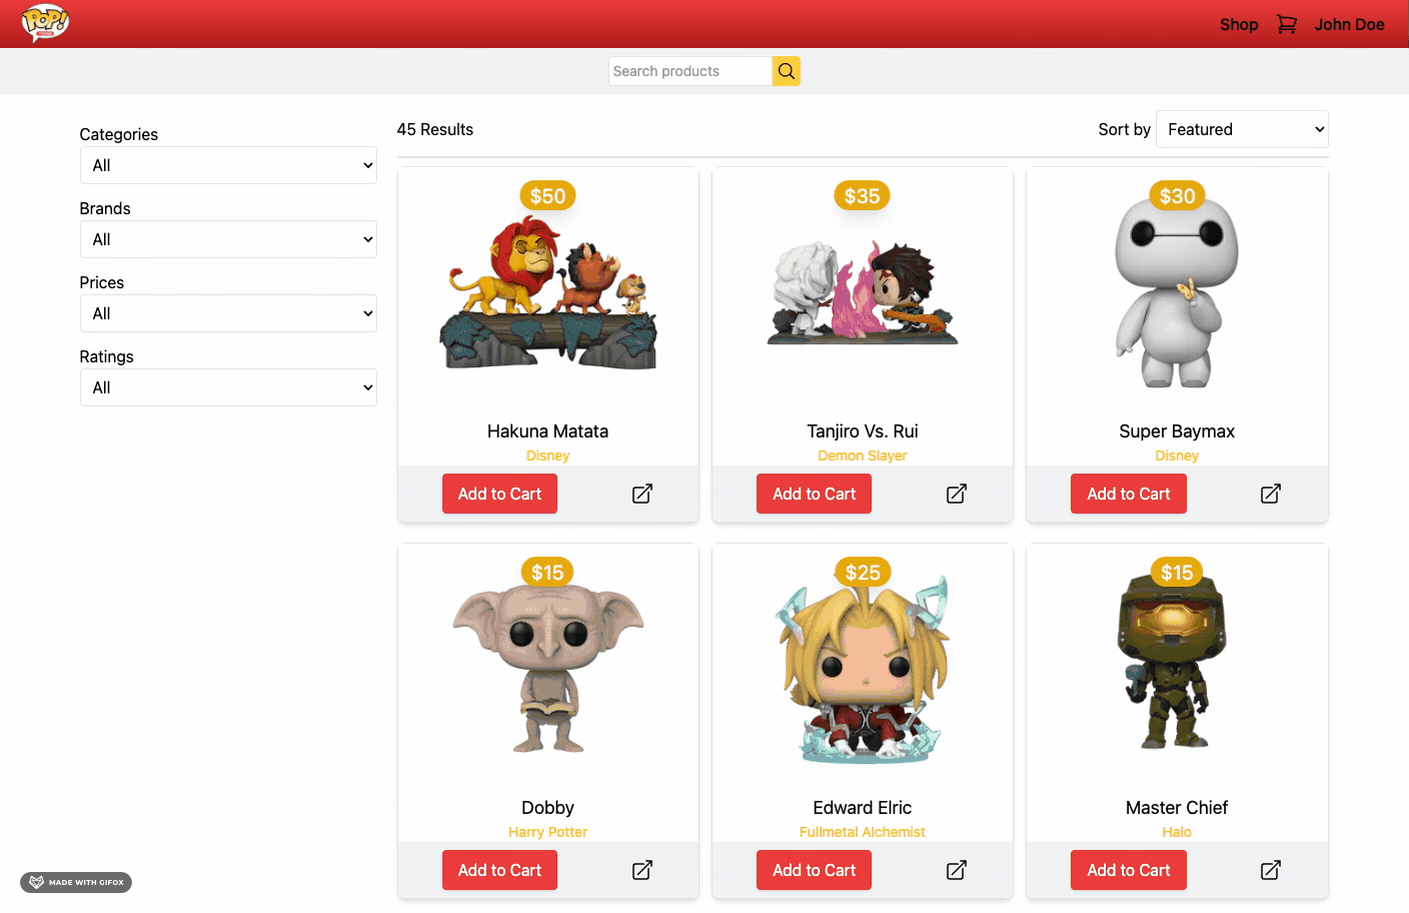 POP!
Shop
John Doe
Search products
Categories
All
Brands
All
Prices
All
Ratings
All
45 Results
Sort by
Featured
$50
Hakuna Matata
Disney
Add to Cart
$35
Tanjiro Vs. Rui
Demon Slayer
Add to Cart
$30
Super Baymax
Disney
Add to Cart
$15
Dobby
Harry Potter
Add to Cart
$25
Edward Elric
Fullmetal Alchemist
Add to Cart
$15
Master Chief
Halo
Add to Cart
MADE WITH GIFOX